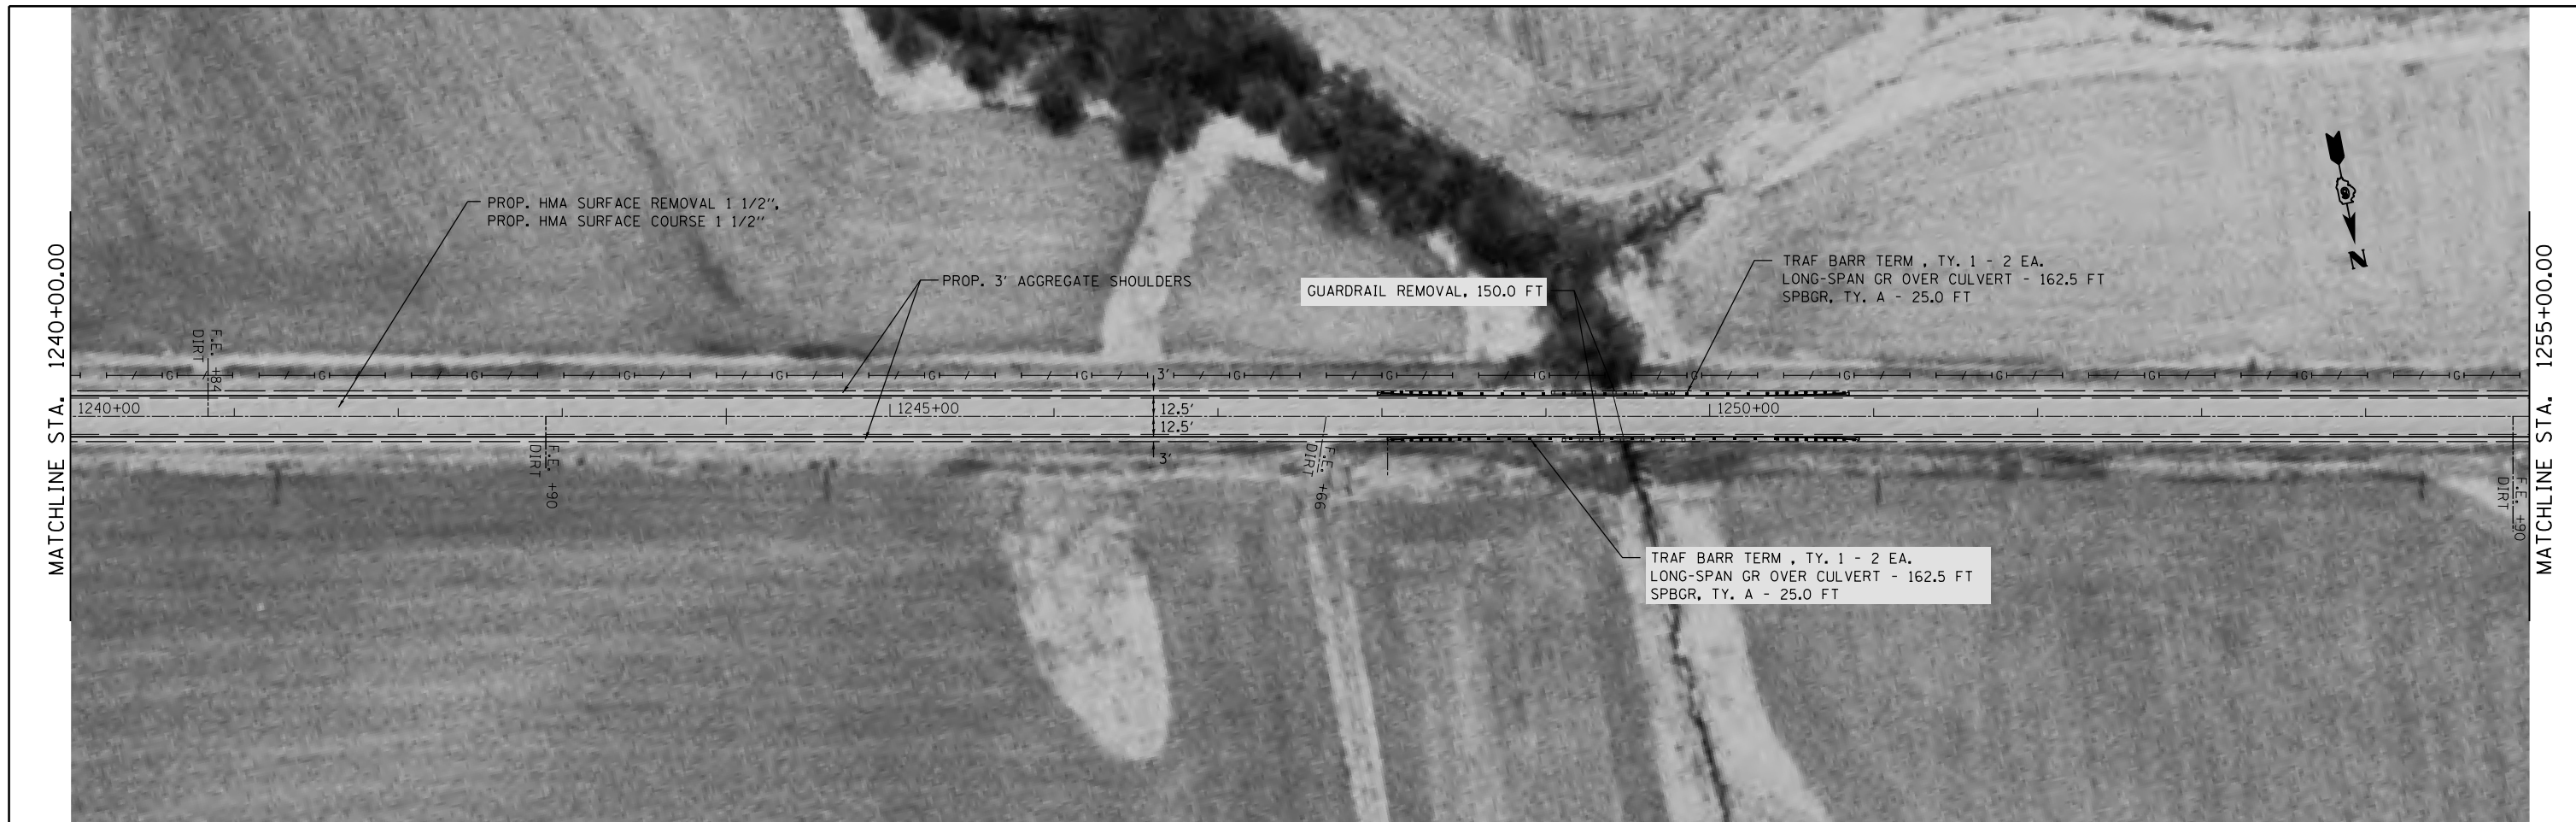 PROP. HMA SURFACE REMOVAL 1 1/2",
PROP. HMA SURFACE COURSE 1 1/2"
PROP. 3' AGGREGATE SHOULDERS
GUARDRAIL REMOVAL, 150.0 FT
TRAF BARR TERM , TY. 1 - 2 EA.
LONG-SPAN GR OVER CULVERT - 162.5 FT
SPBGR, TY. A - 25.0 FT
N
MATCHLINE STA. 1240+00.00
MATCHLINE STA. 1255+00.00
F.E. +84
DIRT
G G G G G G G G G G G G G G G G
3'
1240+00
1245+00
12.5'
1250+00
12.5'
3'
F.E. +90
DIRT
F.E. +66
DIRT
F.E. +90
DIRT
TRAF BARR TERM , TY. 1 - 2 EA.
LONG-SPAN GR OVER CULVERT - 162.5 FT
SPBGR, TY. A - 25.0 FT